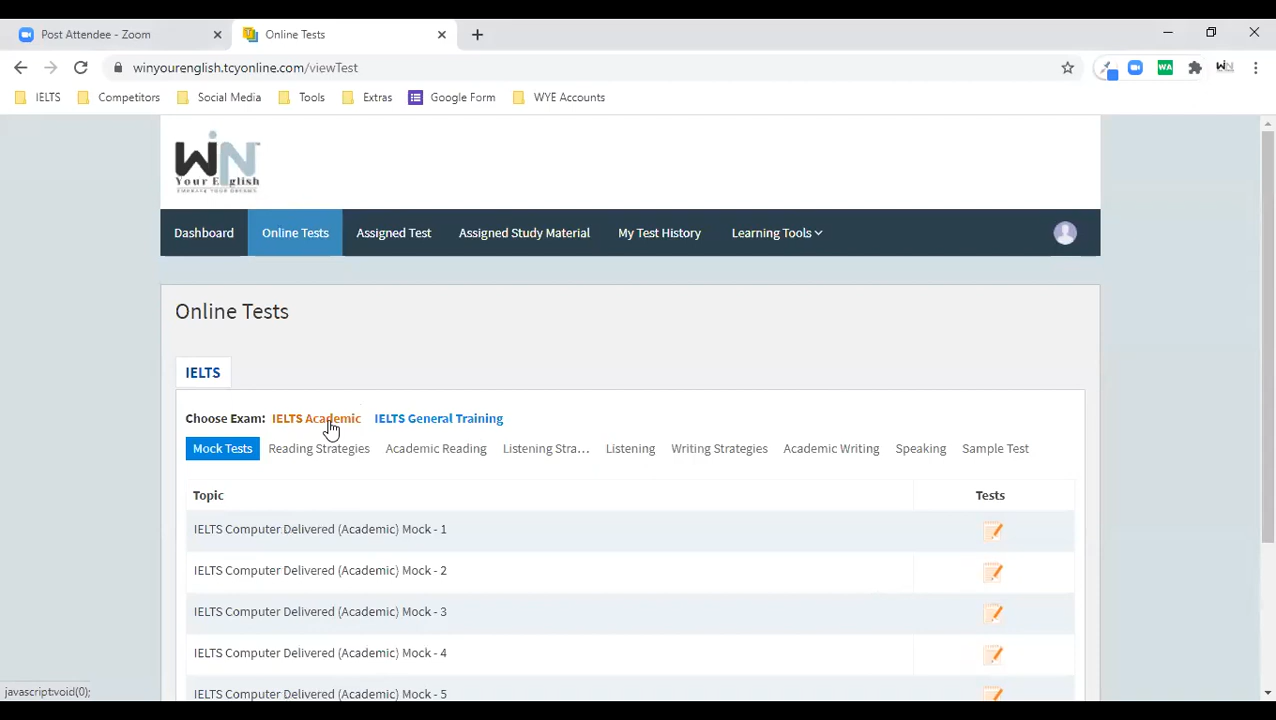 Post Attendee - Zoom
Online Tests
winyourenglish.tcyonline.com/viewTest
WA
WiN
IELTS
Competitors
Social Media
Tools
Extras
Google Form
WYE Accounts
WiN
Your English
Dashboard
Online Tests
Assigned Test
Assigned Study Material
My Test History
Learning Tools
Online Tests
IELTS
Choose Exam: IELTS Academic IELTS General Training
Mock Tests Reading Strategies Academic Reading Listening Stra... Listening Writing Strategies Academic Writing Speaking Sample Test
Topic Tests
IELTS Computer Delivered (Academic) Mock - 1
IELTS Computer Delivered (Academic) Mock - 2
IELTS Computer Delivered (Academic) Mock - 3
IELTS Computer Delivered (Academic) Mock - 4
IELTS Computer Delivered (Academic) Mock - 5
javascript:void(0);